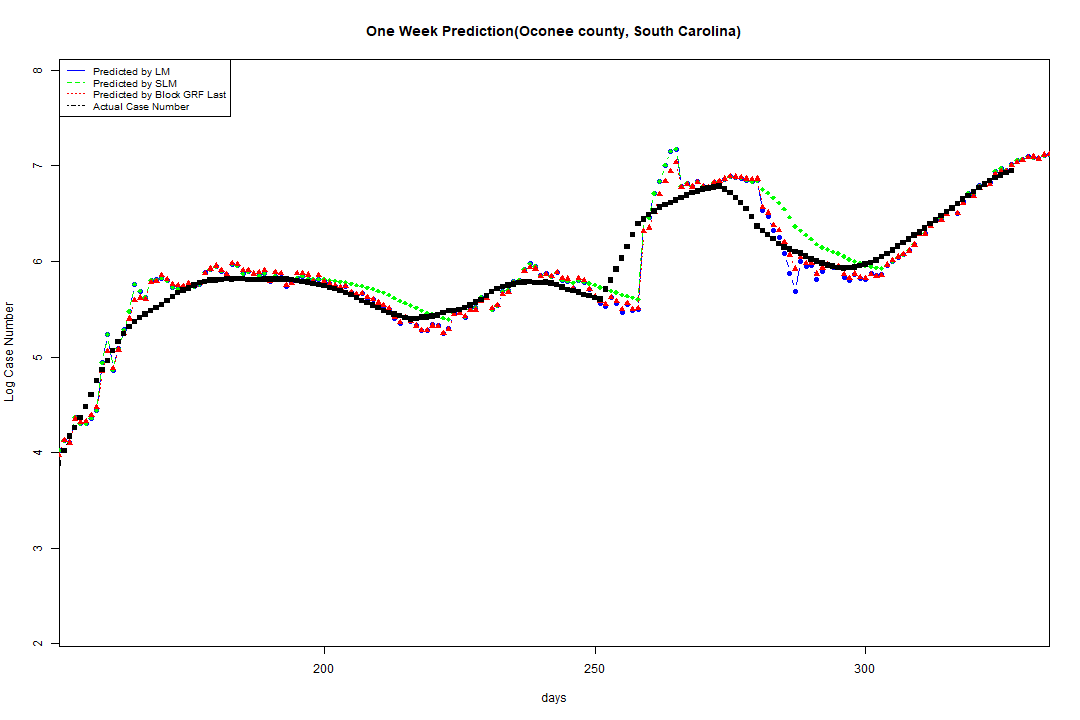 One Week Prediction(Oconee county, South Carolina)
Predicted by LM
Predicted by SLM
Predicted by Block GRF Last
Actual Case Number
8
7
6
5
4
3
2
Log Case Number
200
250
300
days